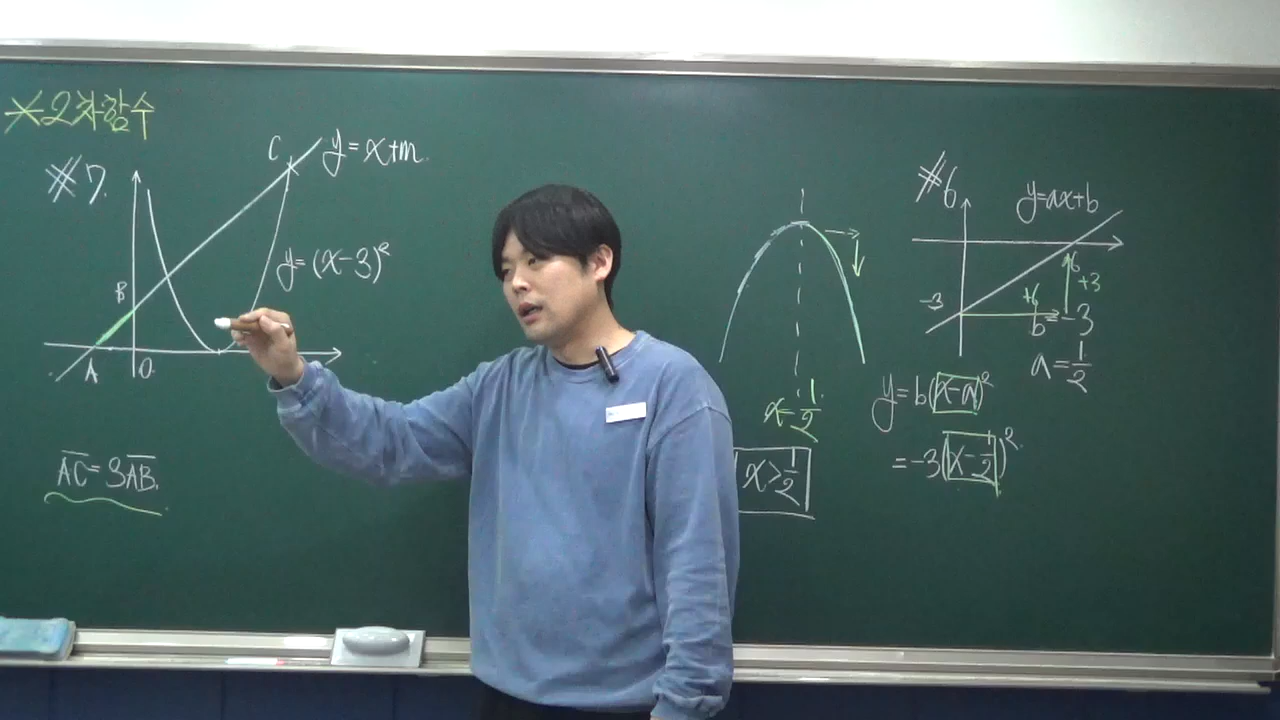 *2차함수
#7.
C
y=x+m.
y=(x-3)²
B
A
O
AC=3AB.
x=1/2
x>1/2
#6
y=ax+b
-3
+6
6
+3
b=-3
a=1/2
y=b(x-a)²
=-3(x-1/2)².